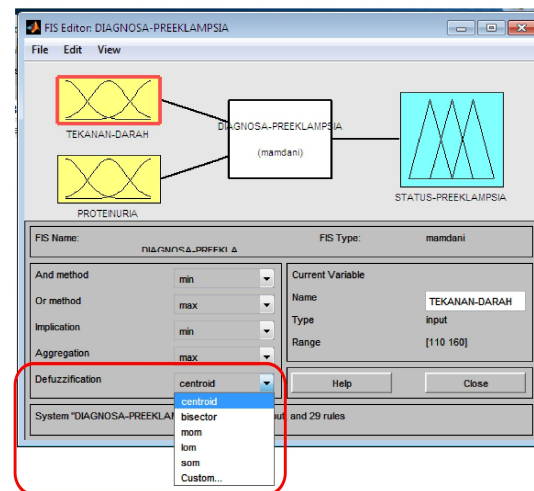 FIS Editor: DIAGNOSA-PREEKLAMPSIA
File Edit View
TEKANAN-DARAH
DIAGNOSA-PREEKLAMPSIA
(mamdani)
PROTEINURIA
STATUS-PREEKLAMPSIA
FIS Name:
DIAGNOSA-PREEKLA
FIS Type: mamdani
And method min
Or method max
Implication min
Aggregation max
Defuzzification centroid
centroid
bisector
mom
lom
som
Custom...
Current Variable
Name TEKANAN-DARAH
Type input
Range [110 160]
Help Close
System "DIAGNOSA-PREEKLA and 29 rules